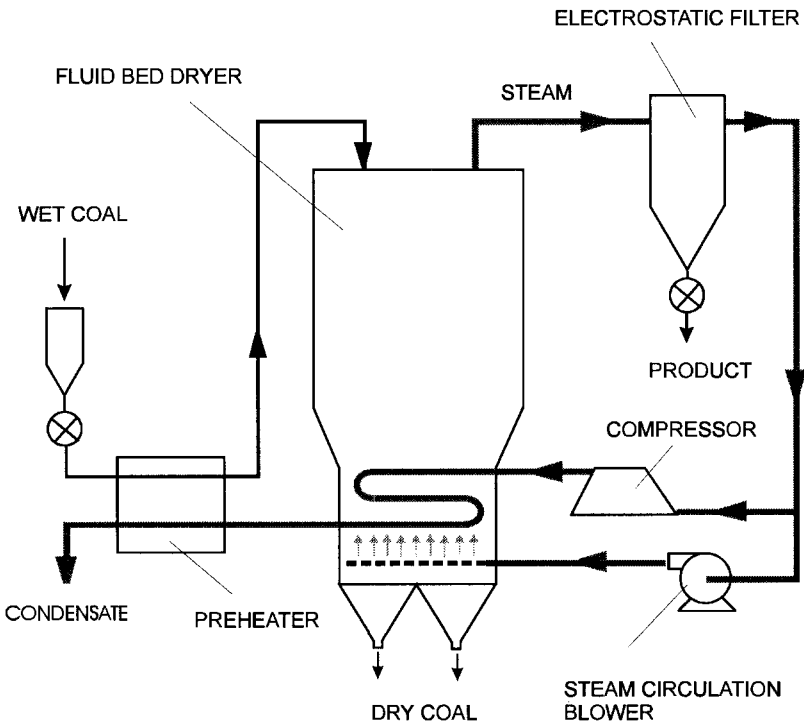 ELECTROSTATIC FILTER
FLUID BED DRYER
STEAM
WET COAL
PRODUCT
COMPRESSOR
CONDENSATE
PREHEATER
STEAM CIRCULATION
BLOWER
DRY COAL